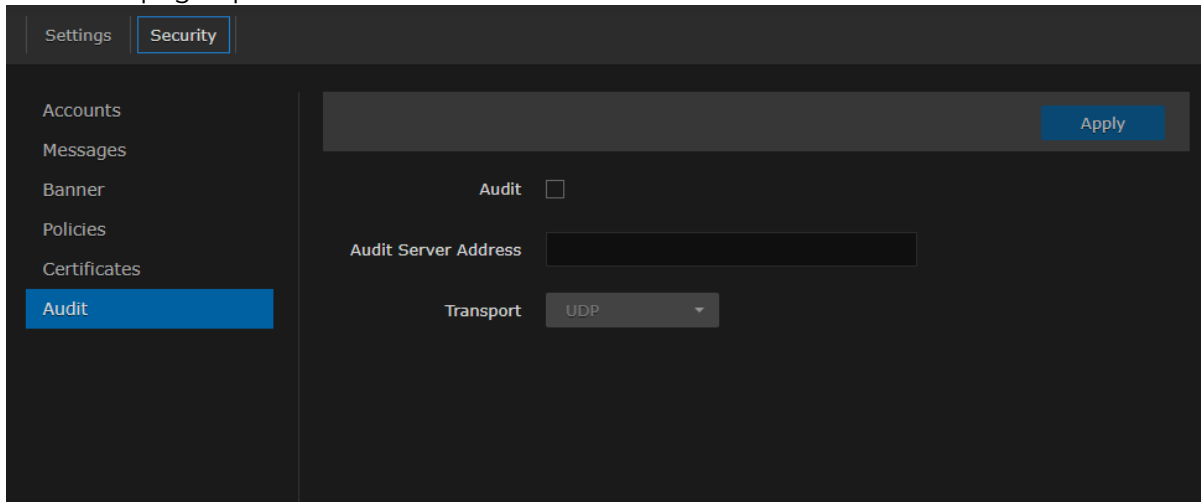 Settings
Security
Accounts
Messages
Banner
Policies
Certificates
Audit
Apply
Audit
Audit Server Address
Transport
UDP